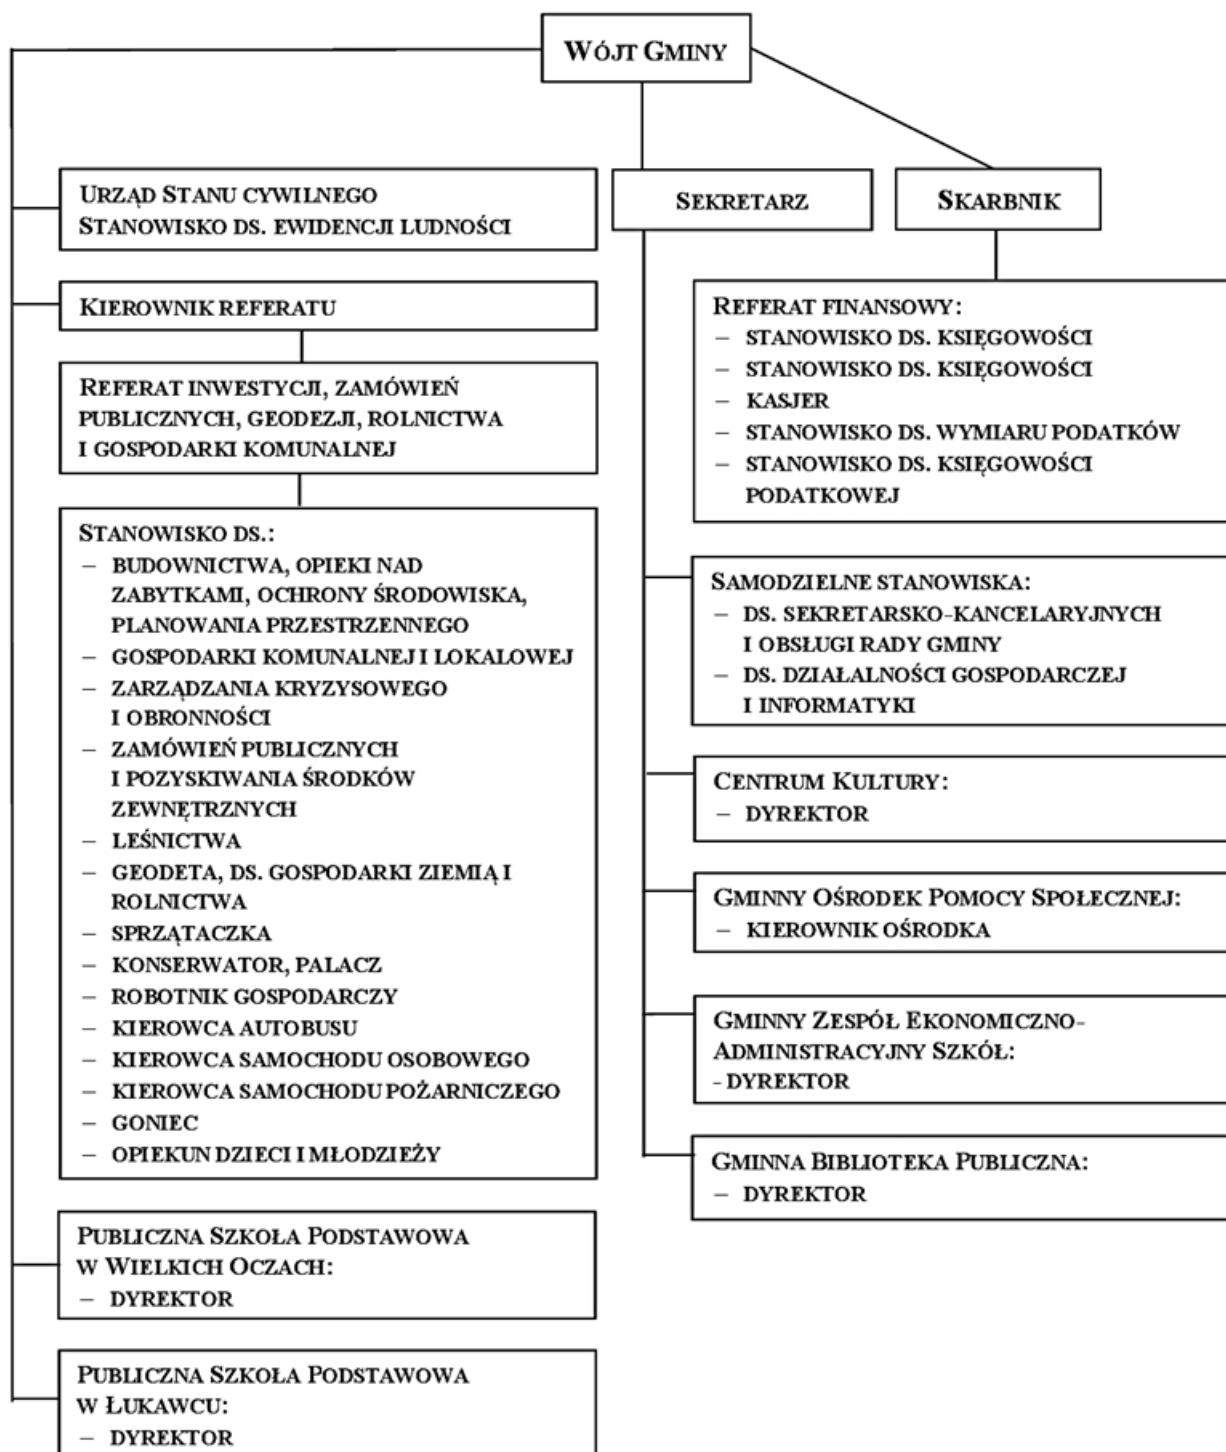 WÓJT GMINY
URZĄD STANU CYWILNEGO
STANOWISKO DS. EWIDENCJI LUDNOŚCI
SEKRETARZ
SKARBNIK
KIEROWNIK REFERATU
REFERAT INWESTYCJI, ZAMÓWIEŃ
PUBLICZNYCH, GEODEZJI, ROLNICTWA
I GOSPODARKI KOMUNALNEJ
STANOWISKO DS.:
– BUDOWNICTWA, OPIEKI NAD
ZABYTKAMI, OCHRONY ŚRODOWISKA,
PLANOWANIA PRZESTRZENNEGO
– GOSPODARKI KOMUNALNEJ I LOKALOWEJ
– ZARZĄDZANIA KRYZYSOWEGO
I OBRONNOŚCI
– ZAMÓWIEŃ PUBLICZNYCH
I POZYSKIWANIA ŚRODKÓW
ZEWNĘTRZNYCH
– LEŚNICTWA
– GEODETA, DS. GOSPODARKI ZIEMIĄ I
ROLNICTWA
– SPRZĄTACZKA
– KONSERWATOR, PALACZ
– ROBOTNIK GOSPODARCZY
– KIEROWCA AUTOBUSU
– KIEROWCA SAMOCHODU OSOBOWEGO
– KIEROWCA SAMOCHODU POŻARNICZEGO
– GONIEC
– OPIEKUN DZIECI I MŁODZIEŻY
PUBLICZNA SZKOŁA PODSTAWOWA
W WIELKICH OCZACH:
– DYREKTOR
PUBLICZNA SZKOŁA PODSTAWOWA
W ŁUKAWCU:
– DYREKTOR
REFERAT FINANSOWY:
– STANOWISKO DS. KSIĘGOWOŚCI
– STANOWISKO DS. KSIĘGOWOŚCI
– KASJER
– STANOWISKO DS. WYMIARU PODATKÓW
– STANOWISKO DS. KSIĘGOWOŚCI
PODATKOWEJ
SAMODZIELNE STANOWISKA:
– DS. SEKRETARSKO-KANCELARYJNYCH
I OBSŁUGI RADY GMINY
– DS. DZIAŁALNOŚCI GOSPODARCZEJ
I INFORMATYKI
CENTRUM KULTURY:
– DYREKTOR
GMINNY OŚRODEK POMOCY SPOŁECZNEJ:
– KIEROWNIK OŚRODKA
GMINNY ZESPÓŁ EKONOMICZNO-
ADMINISTRACYJNY SZKÓŁ:
- DYREKTOR
GMINNA BIBLIOTEKA PUBLICZNA:
– DYREKTOR